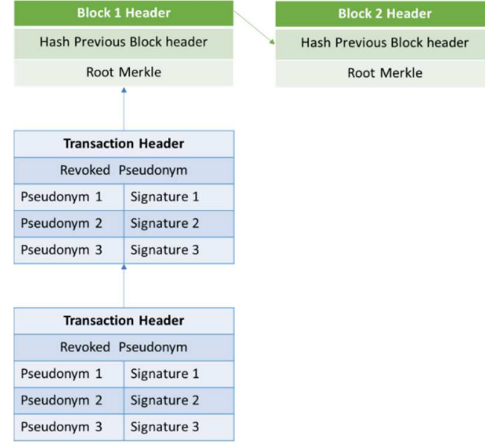 Block 1 Header
Hash Previous Block header
Root Merkle
Block 2 Header
Hash Previous Block header
Root Merkle
Transaction Header
Revoked Pseudonym
Pseudonym 1 Signature 1
Pseudonym 2 Signature 2
Pseudonym 3 Signature 3
Transaction Header
Revoked Pseudonym
Pseudonym 1 Signature 1
Pseudonym 2 Signature 2
Pseudonym 3 Signature 3